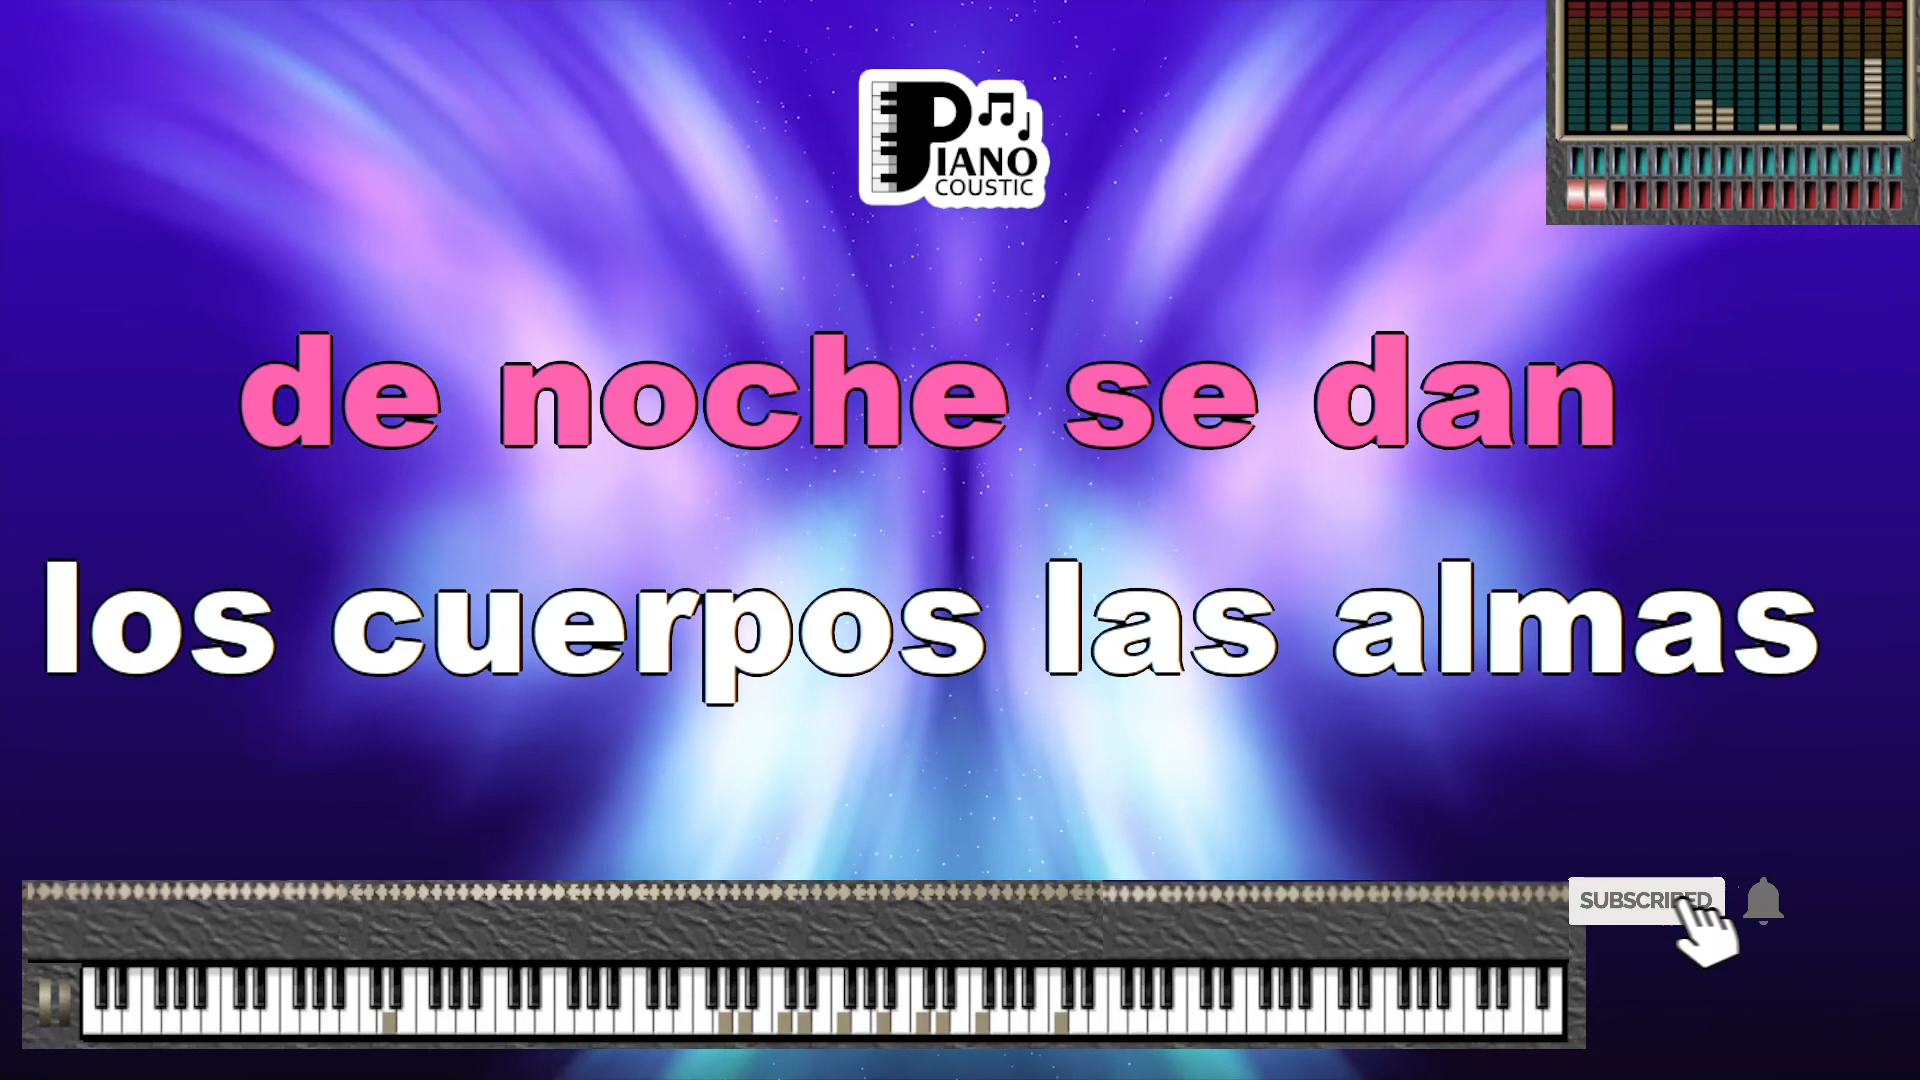 PIANO
COUSTIC
de noche se dan
los cuerpos las almas
SUBSCRIBED